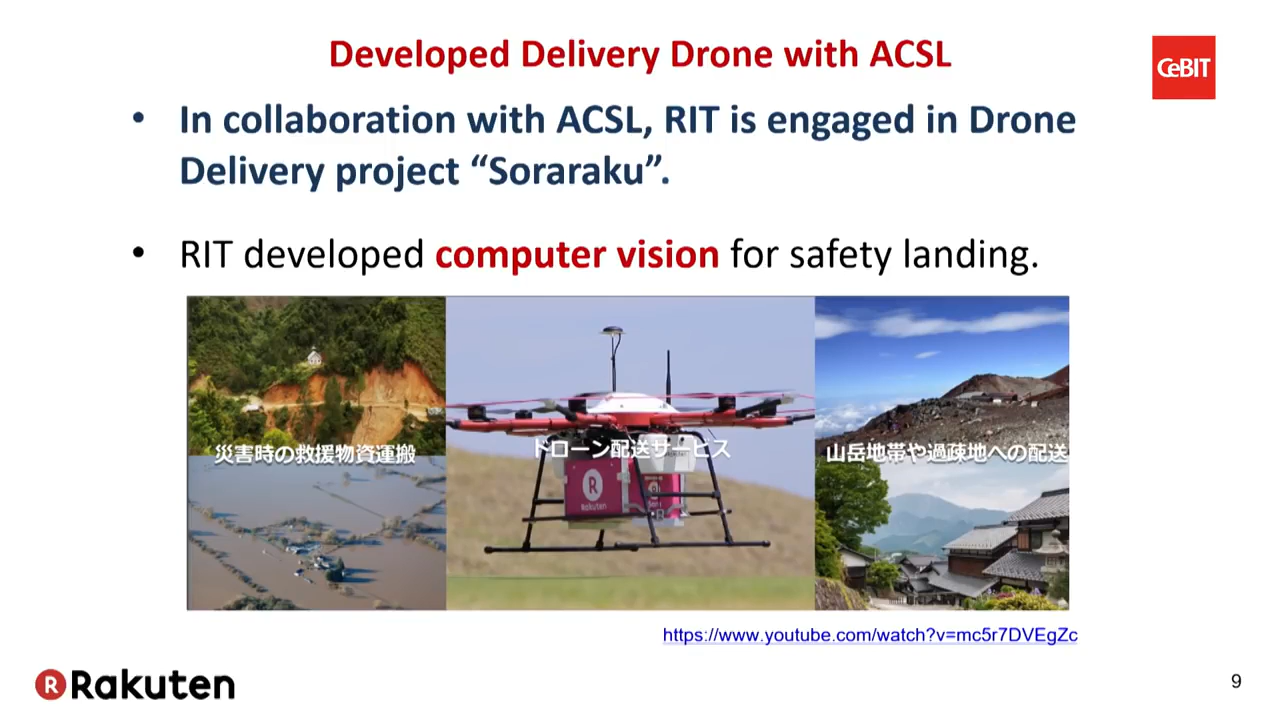 Developed Delivery Drone with ACSL
CeBIT
• In collaboration with ACSL, RIT is engaged in Drone
Delivery project “Soraraku”.
• RIT developed computer vision for safety landing.
災害時の救援物資運搬
ドローン配送サービス
山岳地帯や過疎地への配送
R
Rakuten
https://www.youtube.com/watch?v=mc5r7DVEgZc
R Rakuten
9